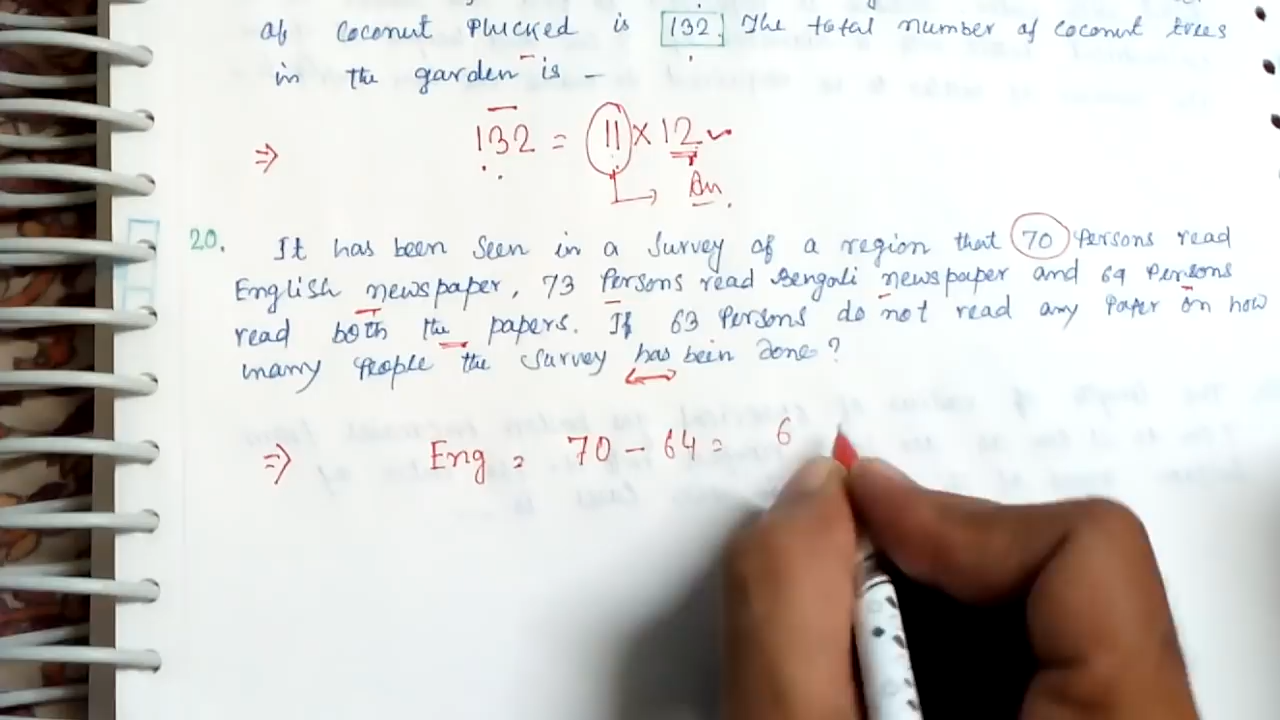 of coconut Plucked is 132. The total number of coconut trees
in the garden is -
⇒ 132 = 11 × 12 ✓
An.
20. It has been seen in a survey of a region that 70 Persons read
English newspaper, 73 Persons read Bengali newspaper and 64 Persons
read both the papers. If 63 Persons do not read any Paper on how
many People the survey has been done?
⇒ Eng = 70 - 64 = 6